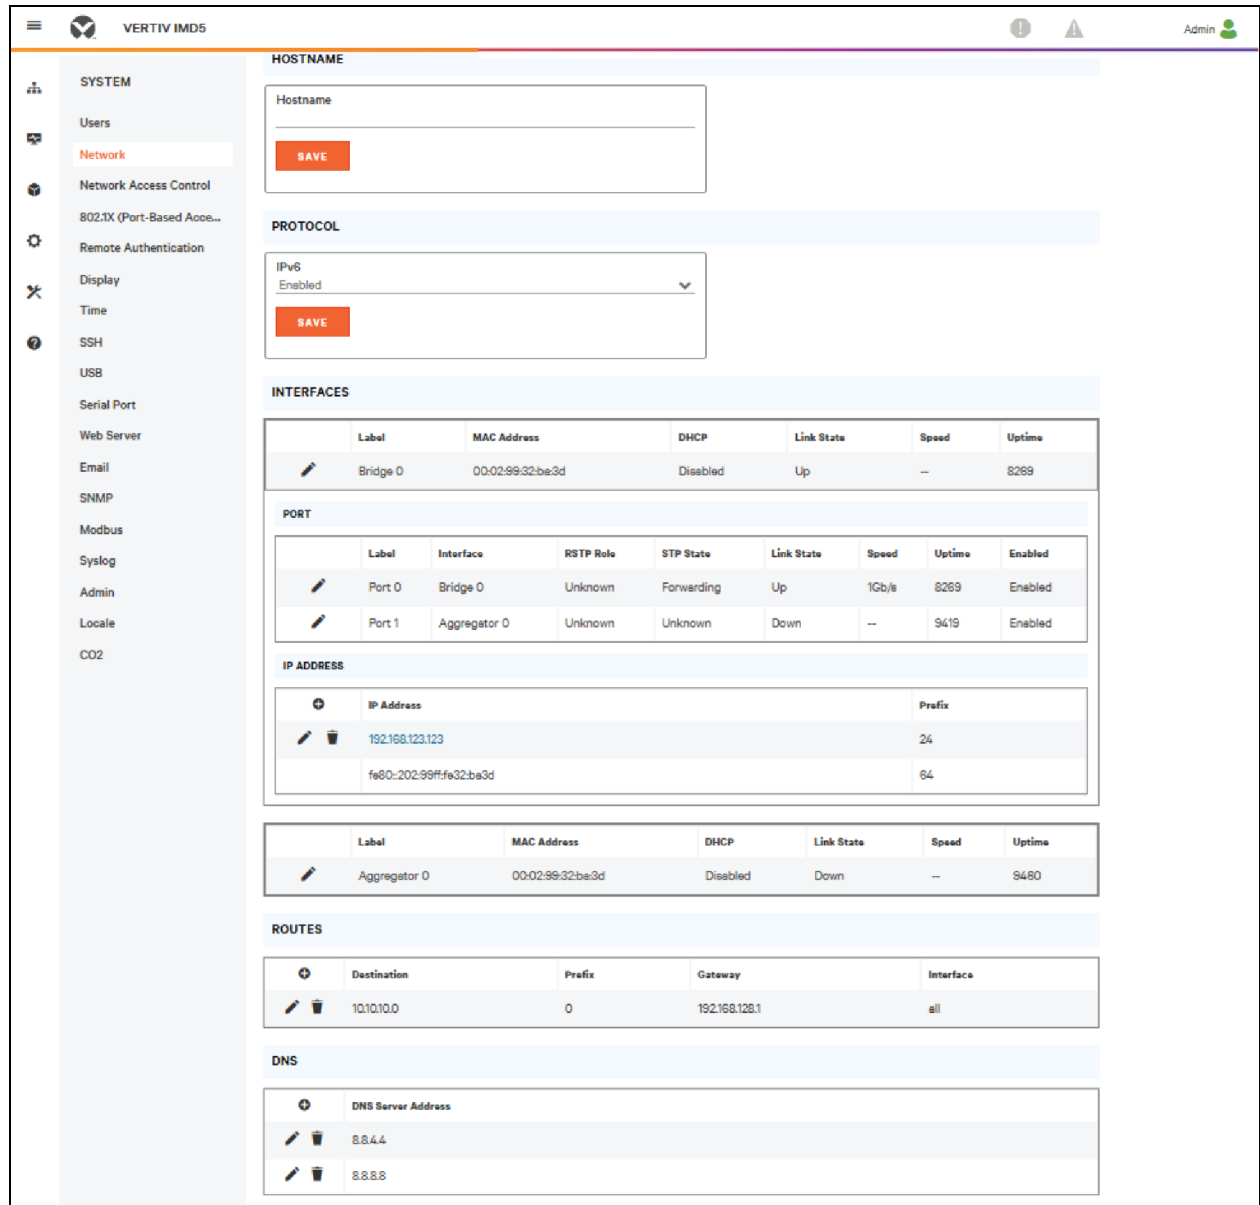 VERTIV IMD5
Admin
SYSTEM
Users
Network
Network Access Control
802.1X (Port-Based Acce...
Remote Authentication
Display
Time
SSH
USB
Serial Port
Web Server
Email
SNMP
Modbus
Syslog
Admin
Locale
CO2
HOSTNAME
Hostname
SAVE
PROTOCOL
IPv6
Enabled
SAVE
INTERFACES
Label MAC Address DHCP Link State Speed Uptime
Bridge 0 00:02:99:32:be:3d Disabled Up -- 8269
PORT
Label Interface RSTP Role STP State Link State Speed Uptime Enabled
Port 0 Bridge 0 Unknown Forwarding Up 1Gb/s 8269 Enabled
Port 1 Aggregator 0 Unknown Unknown Down -- 9419 Enabled
IP ADDRESS
IP Address Prefix
192.168.123.123 24
fe80::202:99ff:fe32:be3d 64
Label MAC Address DHCP Link State Speed Uptime
Aggregator 0 00:02:99:32:be:3d Disabled Down -- 9460
ROUTES
Destination Prefix Gateway Interface
10.10.10.0 0 192.168.128.1 all
DNS
DNS Server Address
8.8.4.4
8.8.8.8